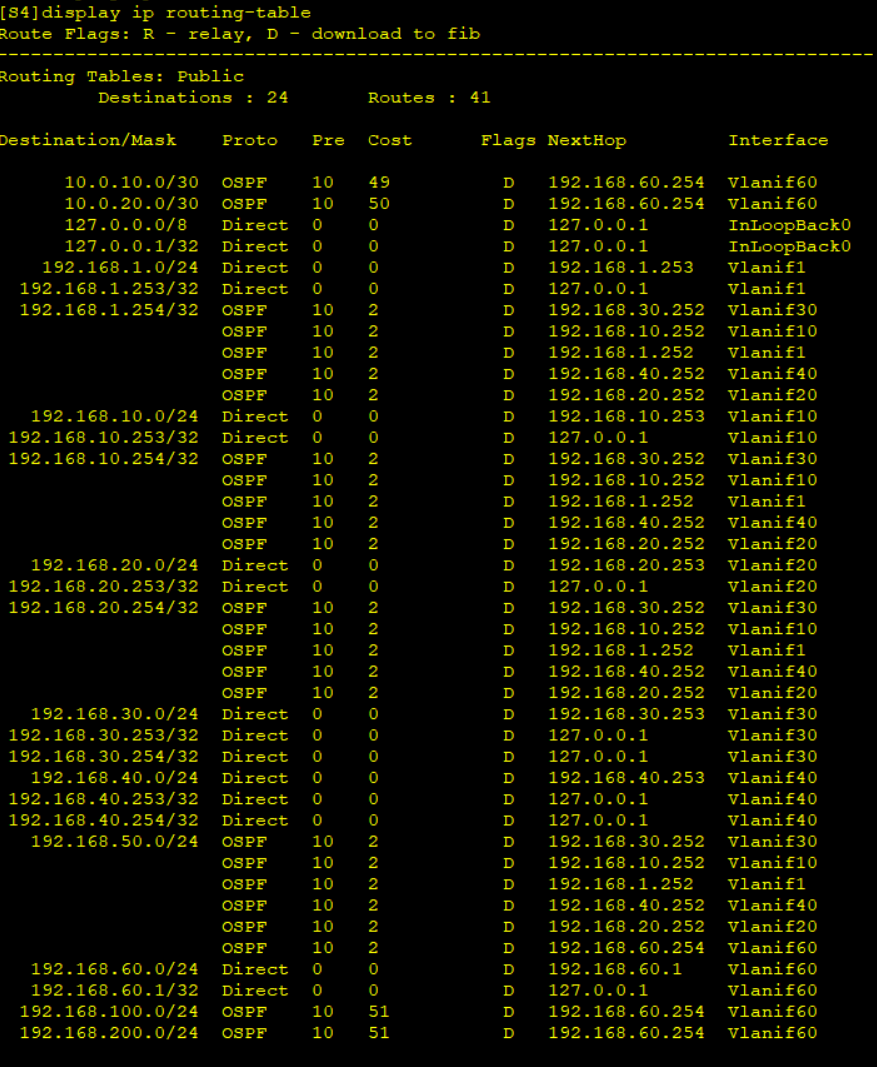 [S4]display ip routing-table
Route Flags: R - relay, D - download to fib
------------------------------------------------------------------------------
Routing Tables: Public
         Destinations : 24       Routes : 41

Destination/Mask    Proto   Pre  Cost      Flags NextHop         Interface

      10.0.10.0/30  OSPF    10   49          D   192.168.60.254  Vlanif60
      10.0.20.0/30  OSPF    10   50          D   192.168.60.254  Vlanif60
      127.0.0.0/8   Direct  0    0           D   127.0.0.1       InLoopBack0
      127.0.0.1/32  Direct  0    0           D   127.0.0.1       InLoopBack0
    192.168.1.0/24  Direct  0    0           D   192.168.1.253   Vlanif1
  192.168.1.253/32  Direct  0    0           D   127.0.0.1       Vlanif1
  192.168.1.254/32  OSPF    10   2           D   192.168.30.252  Vlanif30
                    OSPF    10   2           D   192.168.10.252  Vlanif10
                    OSPF    10   2           D   192.168.1.252   Vlanif1
                    OSPF    10   2           D   192.168.40.252  Vlanif40
                    OSPF    10   2           D   192.168.20.252  Vlanif20
   192.168.10.0/24  Direct  0    0           D   192.168.10.253  Vlanif10
 192.168.10.253/32  Direct  0    0           D   127.0.0.1       Vlanif10
 192.168.10.254/32  OSPF    10   2           D   192.168.30.252  Vlanif30
                    OSPF    10   2           D   192.168.10.252  Vlanif10
                    OSPF    10   2           D   192.168.1.252   Vlanif1
                    OSPF    10   2           D   192.168.40.252  Vlanif40
                    OSPF    10   2           D   192.168.20.252  Vlanif20
   192.168.20.0/24  Direct  0    0           D   192.168.20.253  Vlanif20
 192.168.20.253/32  Direct  0    0           D   127.0.0.1       Vlanif20
 192.168.20.254/32  OSPF    10   2           D   192.168.30.252  Vlanif30
                    OSPF    10   2           D   192.168.10.252  Vlanif10
                    OSPF    10   2           D   192.168.1.252   Vlanif1
                    OSPF    10   2           D   192.168.40.252  Vlanif40
                    OSPF    10   2           D   192.168.20.252  Vlanif20
   192.168.30.0/24  Direct  0    0           D   192.168.30.253  Vlanif30
 192.168.30.253/32  Direct  0    0           D   127.0.0.1       Vlanif30
 192.168.30.254/32  Direct  0    0           D   127.0.0.1       Vlanif30
   192.168.40.0/24  Direct  0    0           D   192.168.40.253  Vlanif40
 192.168.40.253/32  Direct  0    0           D   127.0.0.1       Vlanif40
 192.168.40.254/32  Direct  0    0           D   127.0.0.1       Vlanif40
   192.168.50.0/24  OSPF    10   2           D   192.168.30.252  Vlanif30
                    OSPF    10   2           D   192.168.10.252  Vlanif10
                    OSPF    10   2           D   192.168.1.252   Vlanif1
                    OSPF    10   2           D   192.168.40.252  Vlanif40
                    OSPF    10   2           D   192.168.20.252  Vlanif20
                    OSPF    10   2           D   192.168.60.254  Vlanif60
   192.168.60.0/24  Direct  0    0           D   192.168.60.1    Vlanif60
   192.168.60.1/32  Direct  0    0           D   127.0.0.1       Vlanif60
  192.168.100.0/24  OSPF    10   51          D   192.168.60.254  Vlanif60
  192.168.200.0/24  OSPF    10   51          D   192.168.60.254  Vlanif60